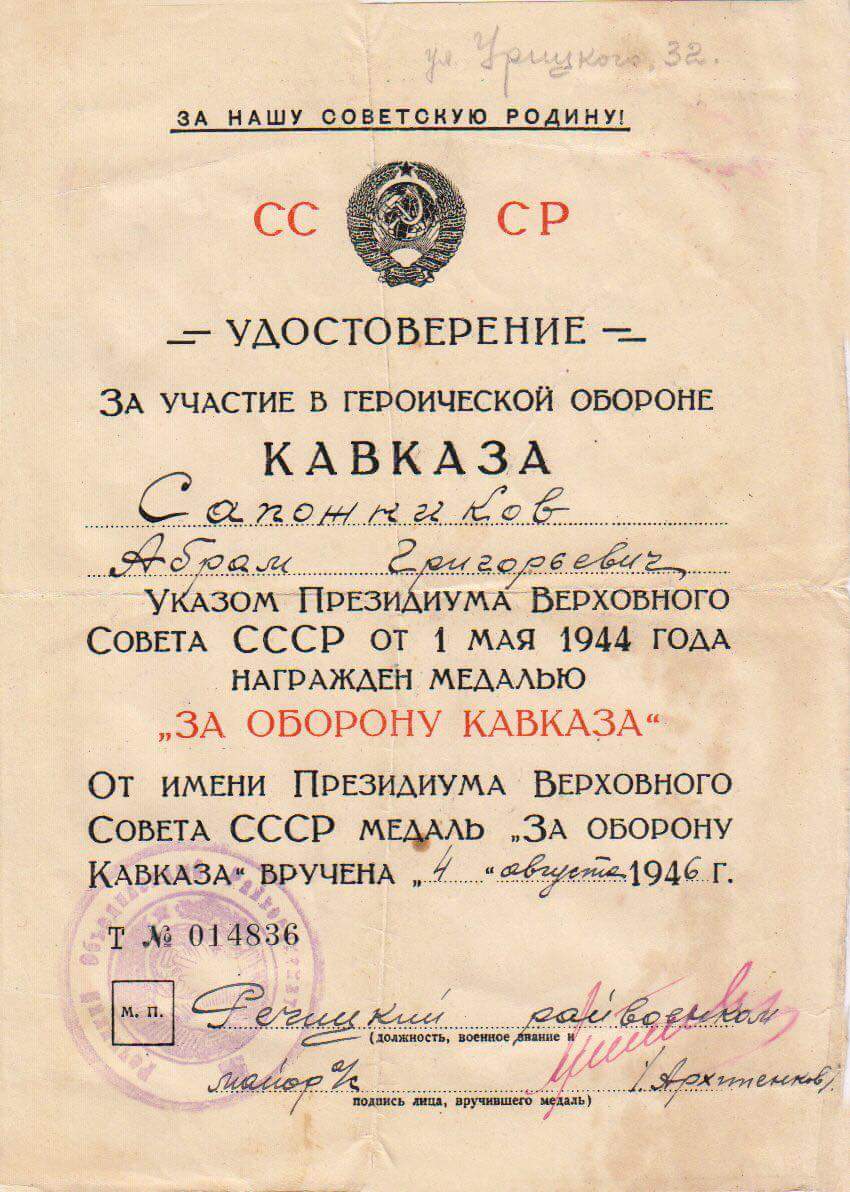 ул. Урицкого, 32.
ЗА НАШУ СОВЕТСКУЮ РОДИНУ!
СС СР
УДОСТОВЕРЕНИЕ
ЗА УЧАСТИЕ В ГЕРОИЧЕСКОЙ ОБОРОНЕ
КАВКАЗА
Сапожников
Абрам Григорьевич
УКАЗОМ ПРЕЗИДИУМА ВЕРХОВНОГО
СОВЕТА СССР ОТ 1 МАЯ 1944 ГОДА
НАГРАЖДЕН МЕДАЛЬЮ
„ЗА ОБОРОНУ КАВКАЗА“
ОТ ИМЕНИ ПРЕЗИДИУМА ВЕРХОВНОГО
СОВЕТА СССР МЕДАЛЬ „ЗА ОБОРОНУ
КАВКАЗА“ ВРУЧЕНА „4“ августа 1946 Г.
Т № 014836
М. П.
Речицкий райвоенком
(должность, военное звание и
майор а/с
подпись лица, вручившего медаль)